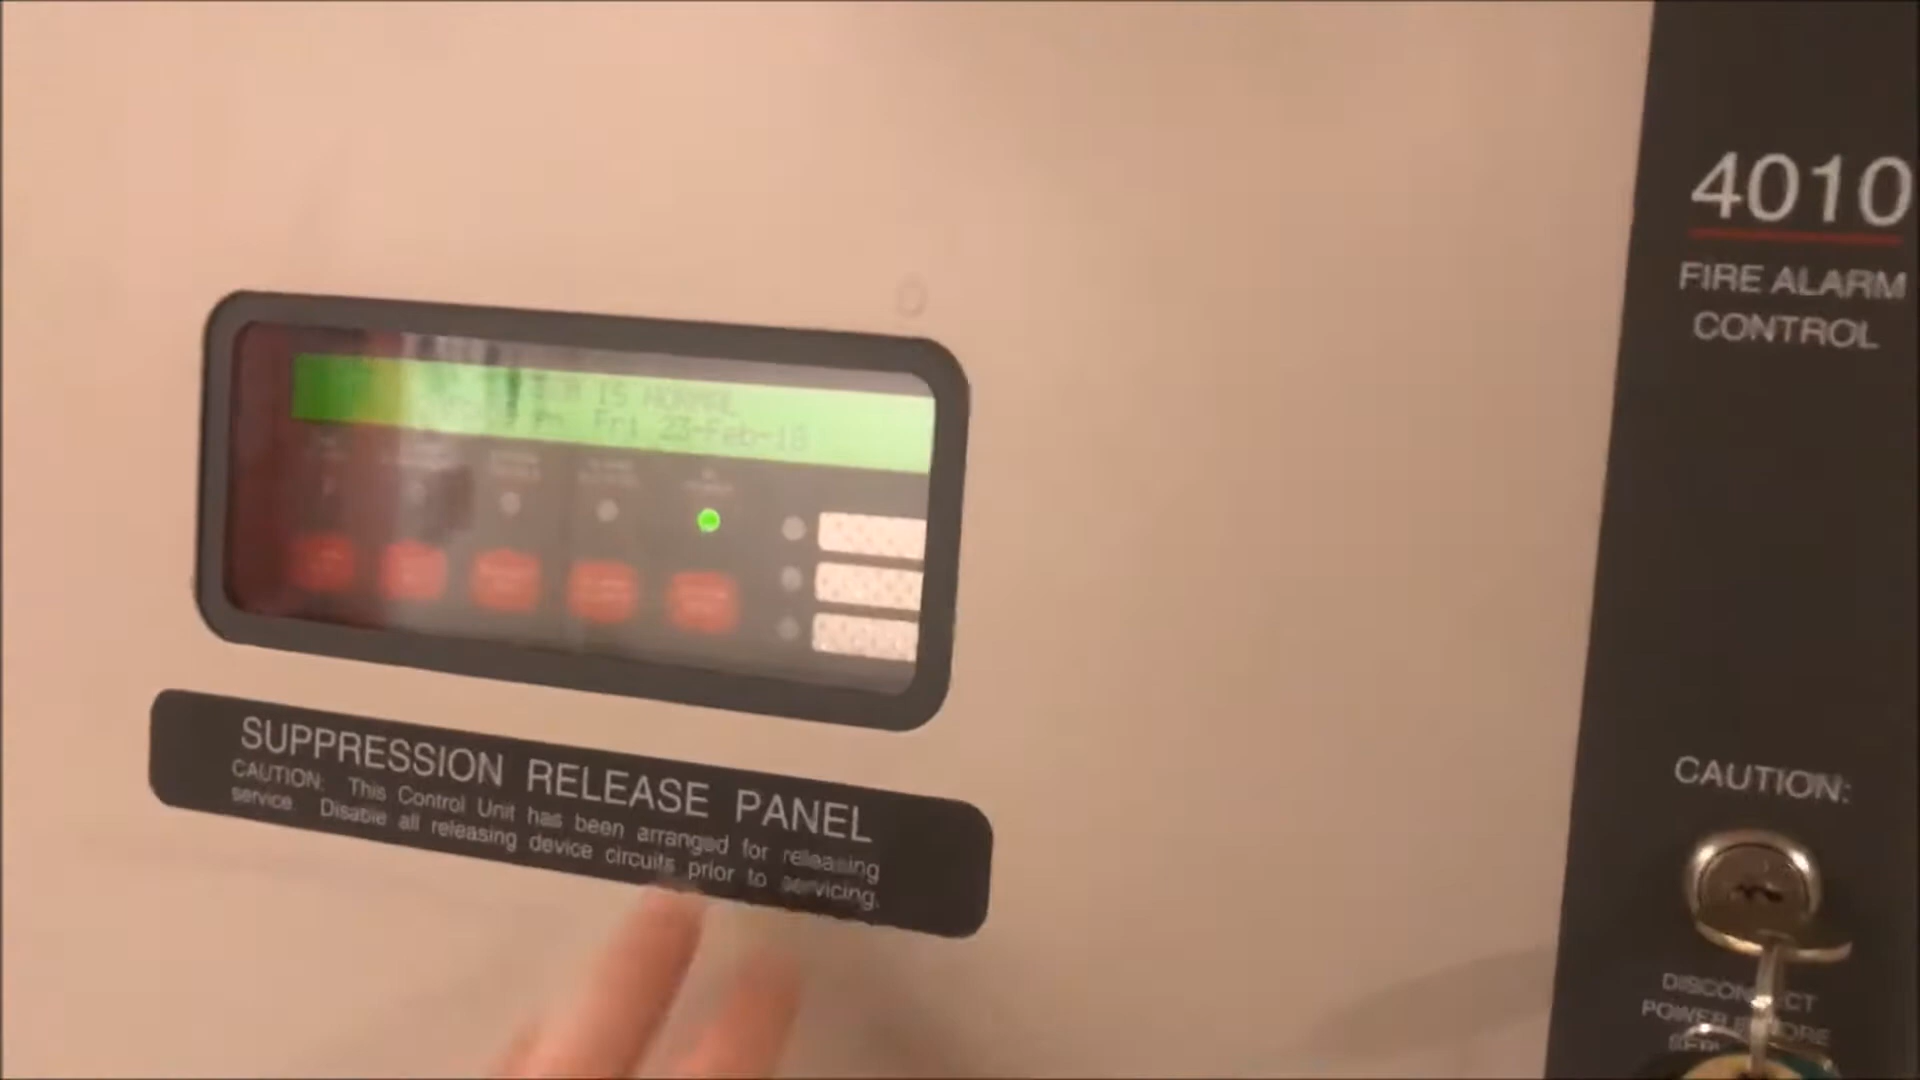 IS NORMAL
Fri 23-Feb-18
SUPPRESSION RELEASE PANEL
CAUTION: This Control Unit has been arranged for releasing
service. Disable all releasing device circuits prior to servicing.
4010
FIRE ALARM
CONTROL
CAUTION:
DISCONNECT
POWER BEFORE